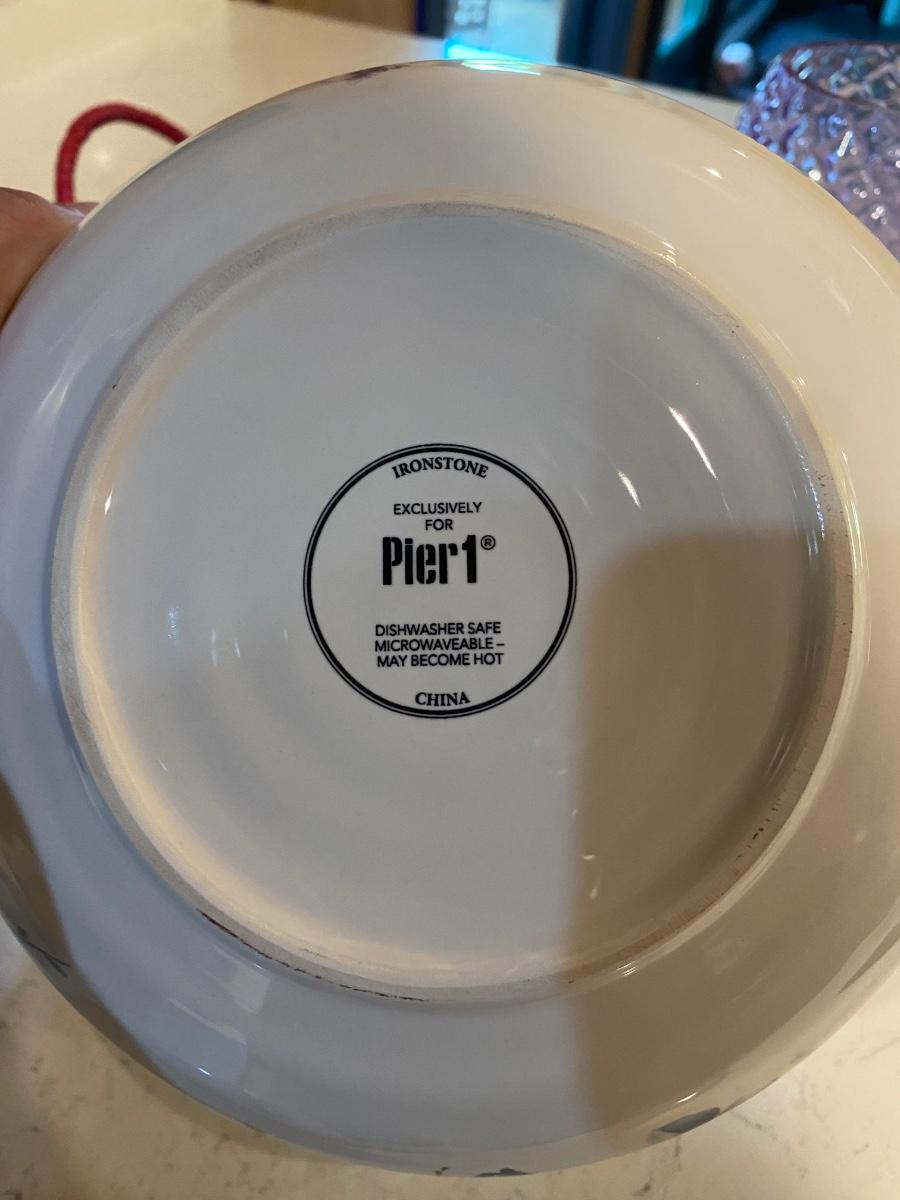 IRONSTONE
EXCLUSIVELY
FOR
Pier1®
DISHWASHER SAFE
MICROWAVEABLE –
MAY BECOME HOT
CHINA